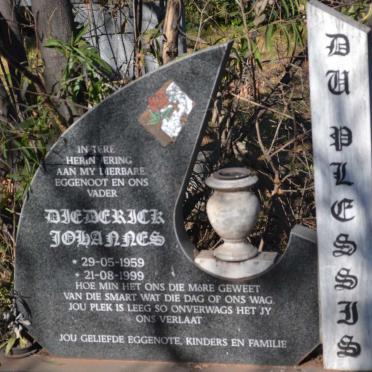 IN TERE
HERINNERING
AAN MY DIERBARE
EGGENOOT EN ONS
VADER
DIEDERICK
JOHANNES
* 29-05-1959
* 21-08-1999
HOE MIN HET ONS DIE MôRE GEWEET
VAN DIE SMART WAT DIE DAG OF ONS WAG.
JOU PLEK IS LEEG SO ONVERWAGS HET JY
ONS VERLAAT
JOU GELIEFDE EGGENOTE, KINDERS EN FAMILIE
DU PLESSIS